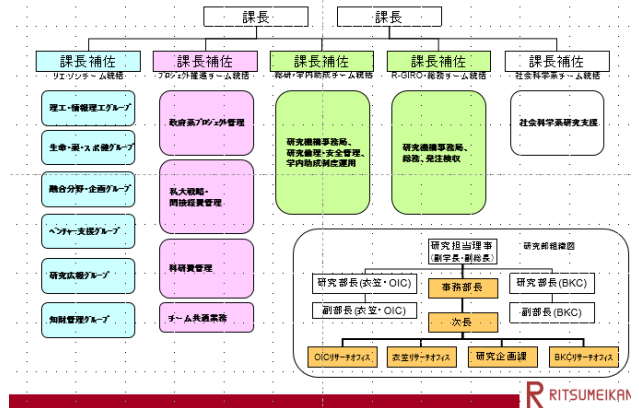 課長
課長
課長補佐
リエゾンチーム統括
課長補佐
プロジェクト推進チーム統括
課長補佐
総研・学内助成チーム統括
課長補佐
R-GIRO・総務チーム統括
課長補佐
社会科学系チーム統括
理工・情報理工グループ
生命・薬・スポ健グループ
融合分野・企画グループ
ベンチャー支援グループ
研究広報グループ
知財管理グループ
政府系プロジェクト管理
私大戦略・
間接経費管理
科研費管理
チーム共通業務
研究機構事務局、
研究倫理・安全管理、
学内助成制度運用
研究機構事務局、
総務、発注検収
社会科学系研究支援
研究部組織図
研究担当理事
(副学長・副総長)
研究部長(衣笠・OIC)
事務部長
研究部長(BKC)
副部長(衣笠・OIC)
副部長(BKC)
次長
OICリサーチオフィス
衣笠リサーチオフィス
研究企画課
BKCリサーチオフィス
R RITSUMEIKAN